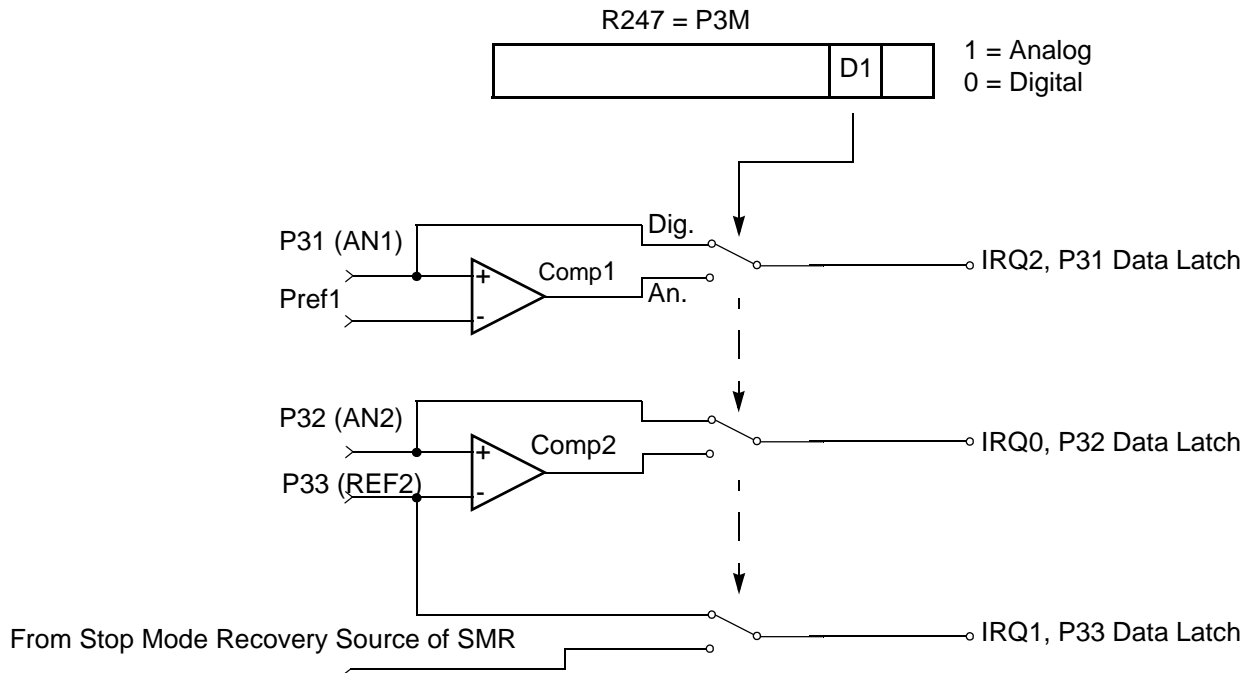 R247 = P3M
D1
1 = Analog
0 = Digital
Dig.
P31 (AN1)
IRQ2, P31 Data Latch
+
Comp1
An.
Pref1
-
P32 (AN2)
IRQ0, P32 Data Latch
+
Comp2
P33 (REF2)
-
From Stop Mode Recovery Source of SMR
IRQ1, P33 Data Latch